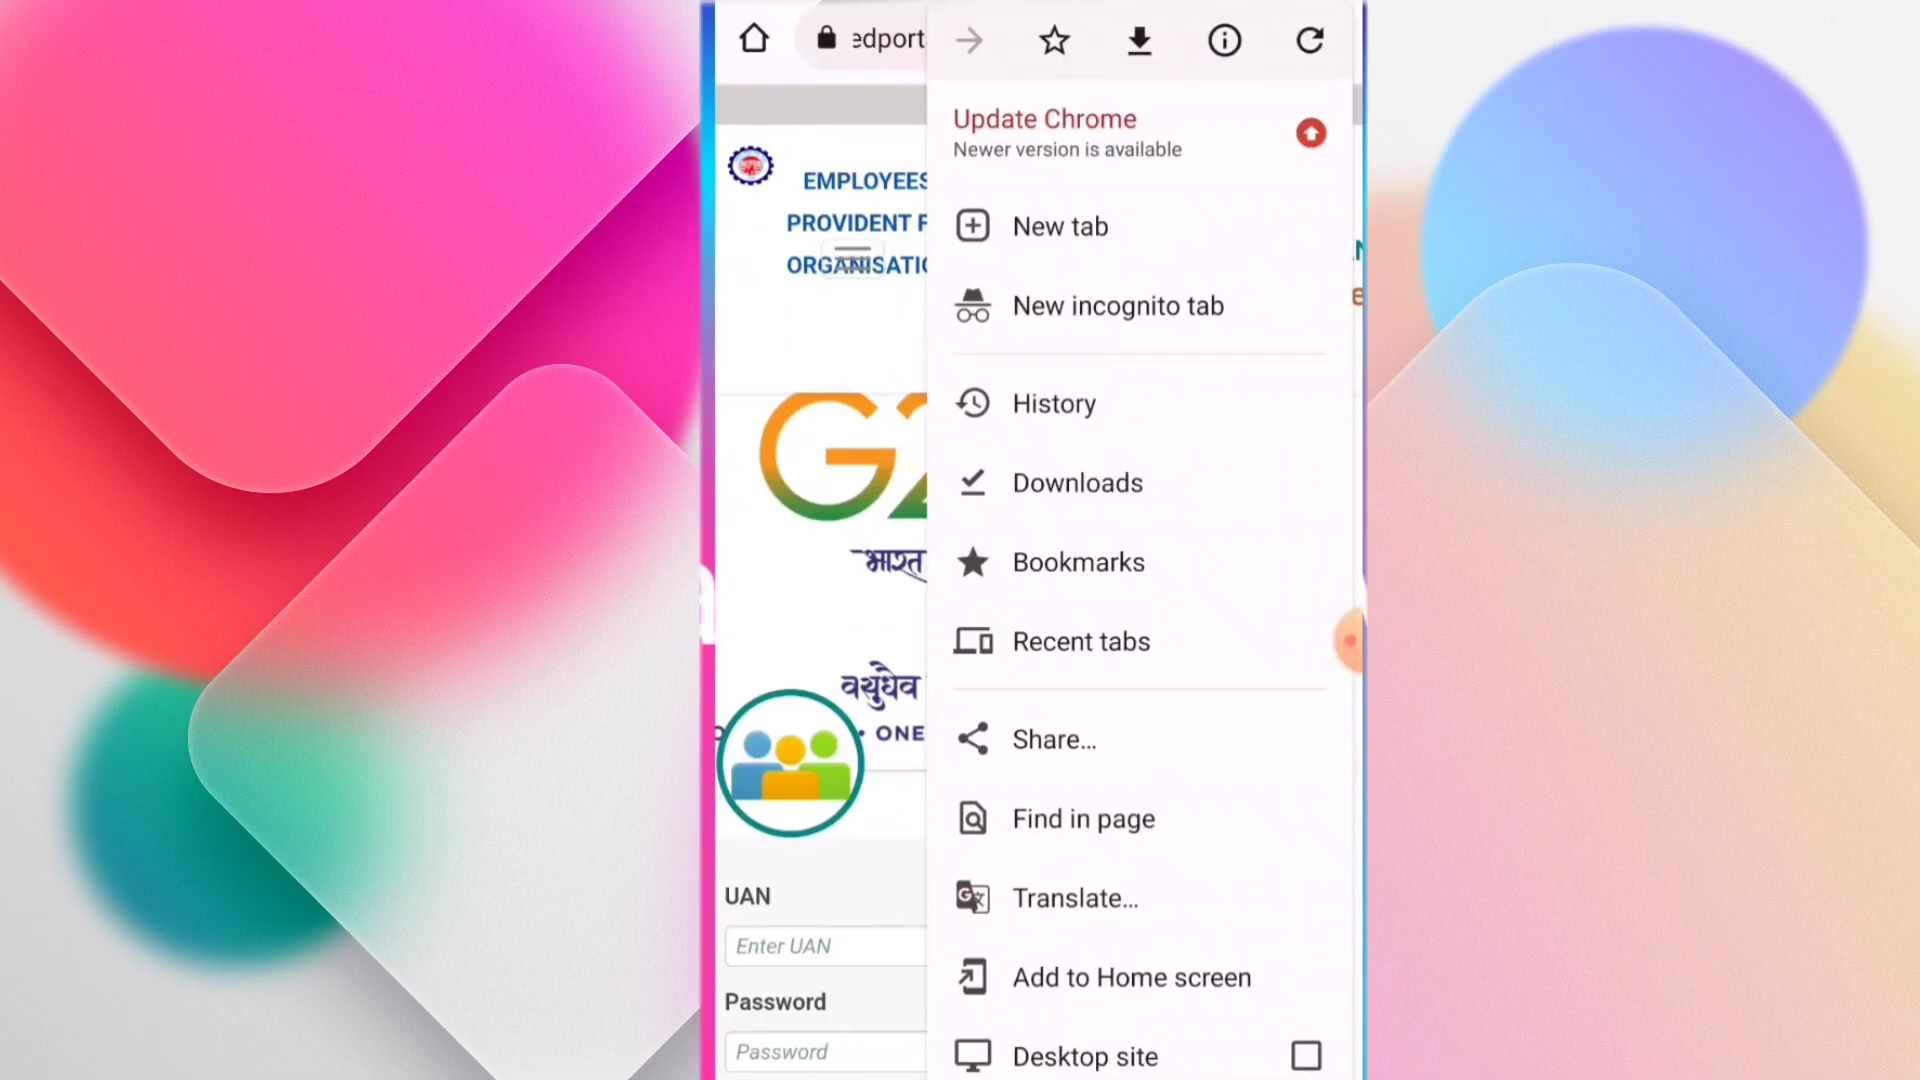 edport
Update Chrome
Newer version is available
EMPLOYEES
PROVIDENT F
ORGANISATIO
New tab
New incognito tab
History
G2
Downloads
भारत
Bookmarks
Recent tabs
वसुधैव
• ONE
Share...
Find in page
UAN
Translate...
Enter UAN
Add to Home screen
Password
Password
Desktop site